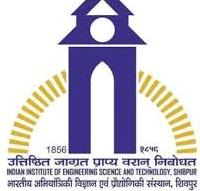 1856 १८५६
उत्तिष्ठत जाग्रत प्राप्य वरान् निबोधत
INDIAN INSTITUTE OF ENGINEERING SCIENCE AND TECHNOLOGY, SHIBPUR
भारतीय अभियांत्रिकी विज्ञान एवं प्रौद्योगिकी संस्थान, शिवपुर